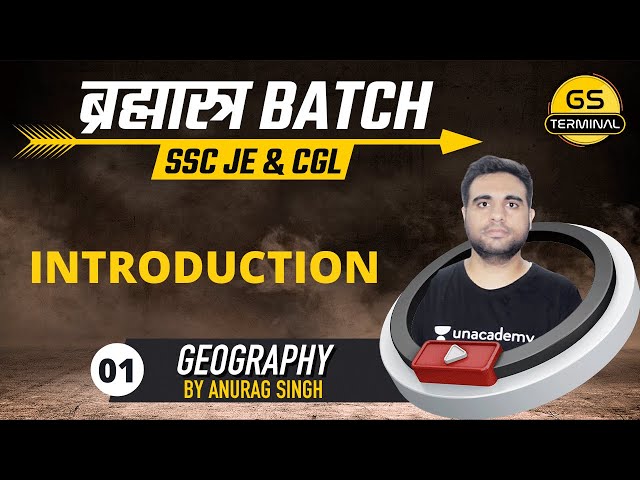 ब्रह्मास्त्र BATCH
SSC JE & CGL
GS
TERMINAL
INTRODUCTION
unacademy
01
GEOGRAPHY
BY ANURAG SINGH